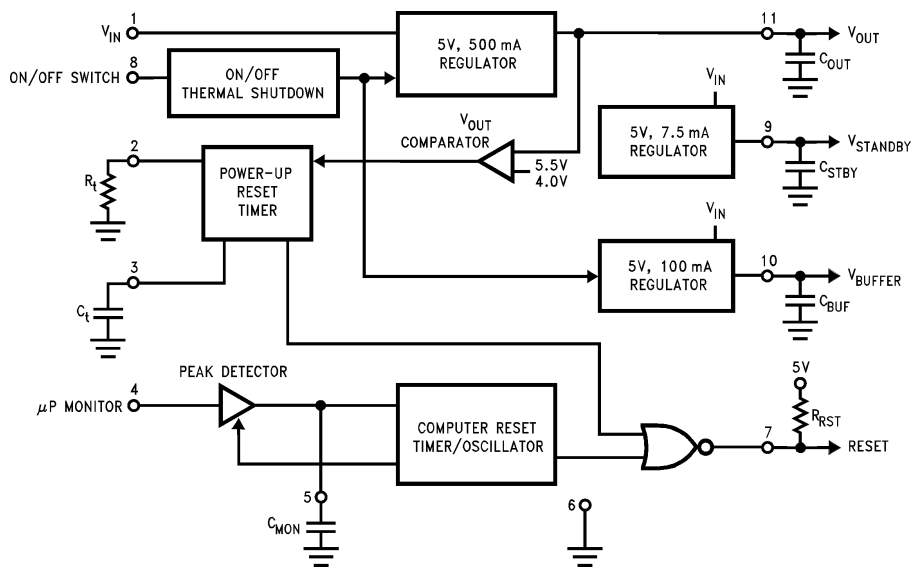 1
V_IN
8
ON/OFF SWITCH
ON/OFF
THERMAL SHUTDOWN
5V, 500 mA
REGULATOR
11
V_OUT
C_OUT
V_OUT
COMPARATOR
5.5V
4.0V
V_IN
5V, 7.5 mA
REGULATOR
9
V_STANDBY
C_STBY
2
R_t
POWER-UP
RESET
TIMER
3
C_t
V_IN
5V, 100 mA
REGULATOR
10
V_BUFFER
C_BUF
PEAK DETECTOR
4
μP MONITOR
COMPUTER RESET
TIMER/OSCILLATOR
5
C_MON
6
5V
R_RST
7
RESET